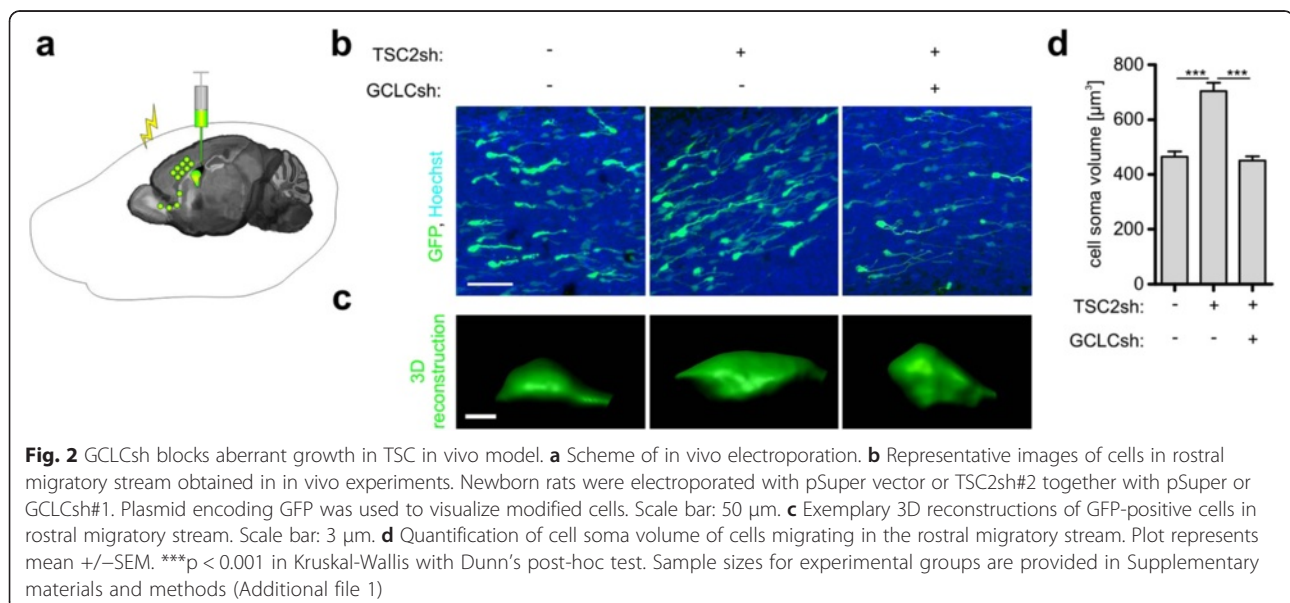 a
b
TSC2sh: - + +
GCLCsh: - - +
GFP, Hoechst
c
3D
reconstruction
d
cell soma volume [µm³]
800
600
400
200
0
*** ***
TSC2sh: - + +
GCLCsh: - - +
Fig. 2 GCLCsh blocks aberrant growth in TSC in vivo model. a Scheme of in vivo electroporation. b Representative images of cells in rostral
migratory stream obtained in in vivo experiments. Newborn rats were electroporated with pSuper vector or TSC2sh#2 together with pSuper or
GCLCsh#1. Plasmid encoding GFP was used to visualize modified cells. Scale bar: 50 µm. c Exemplary 3D reconstructions of GFP-positive cells in
rostral migratory stream. Scale bar: 3 µm. d Quantification of cell soma volume of cells migrating in the rostral migratory stream. Plot represents
mean +/−SEM. ***p < 0.001 in Kruskal-Wallis with Dunn's post-hoc test. Sample sizes for experimental groups are provided in Supplementary
materials and methods (Additional file 1)